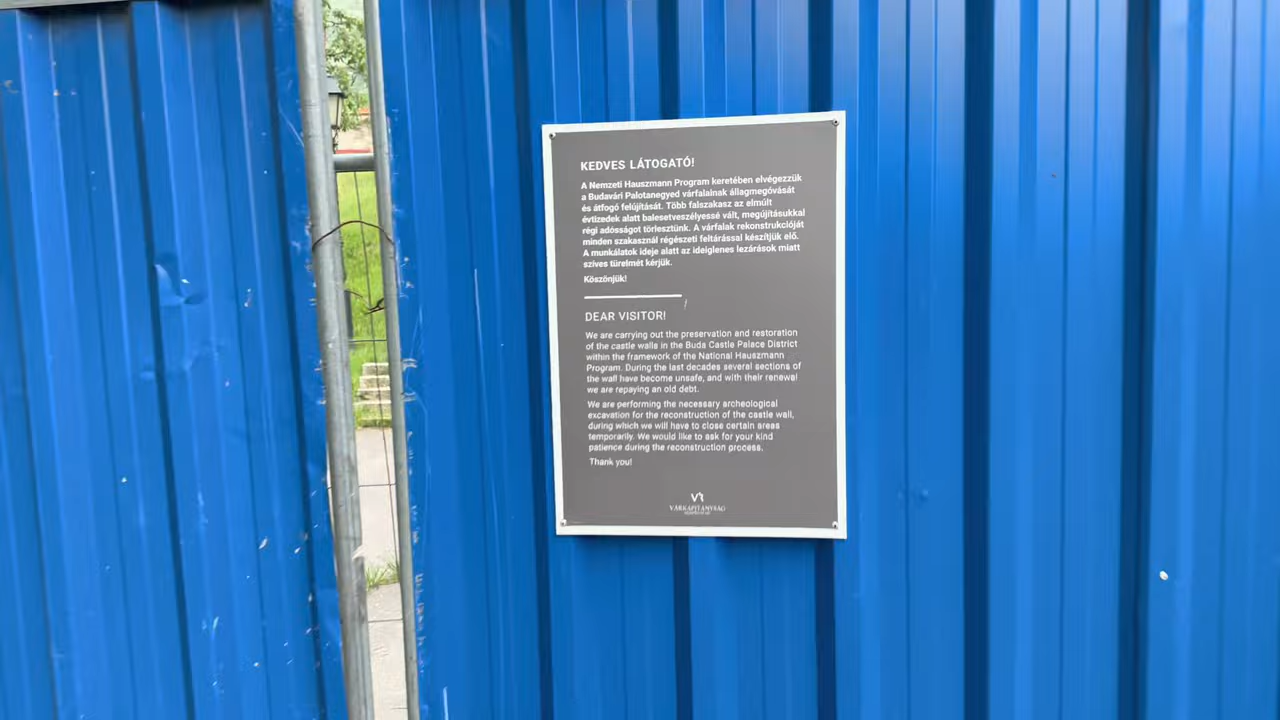 KEDVES LÁTOGATÓ!
A Nemzeti Hauszmann Program keretében elvégezzük
a Budavári Palotanegyed várfalainak állagmegóvását
és átfogó felújítását. Több falszakasz az elmúlt
évtizedek alatt balesetveszélyessé vált, megújításukkal
régi adósságot törlesztünk. A várfalak rekonstrukcióját
minden szakasznál régészeti feltárással készítjük elő.
A munkálatok ideje alatt az ideiglenes lezárások miatt
szíves türelmét kérjük.
Köszönjük!
DEAR VISITOR!
We are carrying out the preservation and restoration
of the castle walls in the Buda Castle Palace District
within the framework of the National Hauszmann
Program. During the last decades several sections of
the wall have become unsafe, and with their renewal
we are repaying an old debt.
We are performing the necessary archeological
excavation for the reconstruction of the castle wall,
during which we will have to close certain areas
temporarily. We would like to ask for your kind
patience during the reconstruction process.
Thank you!
VÁRKAPITÁNYSÁG